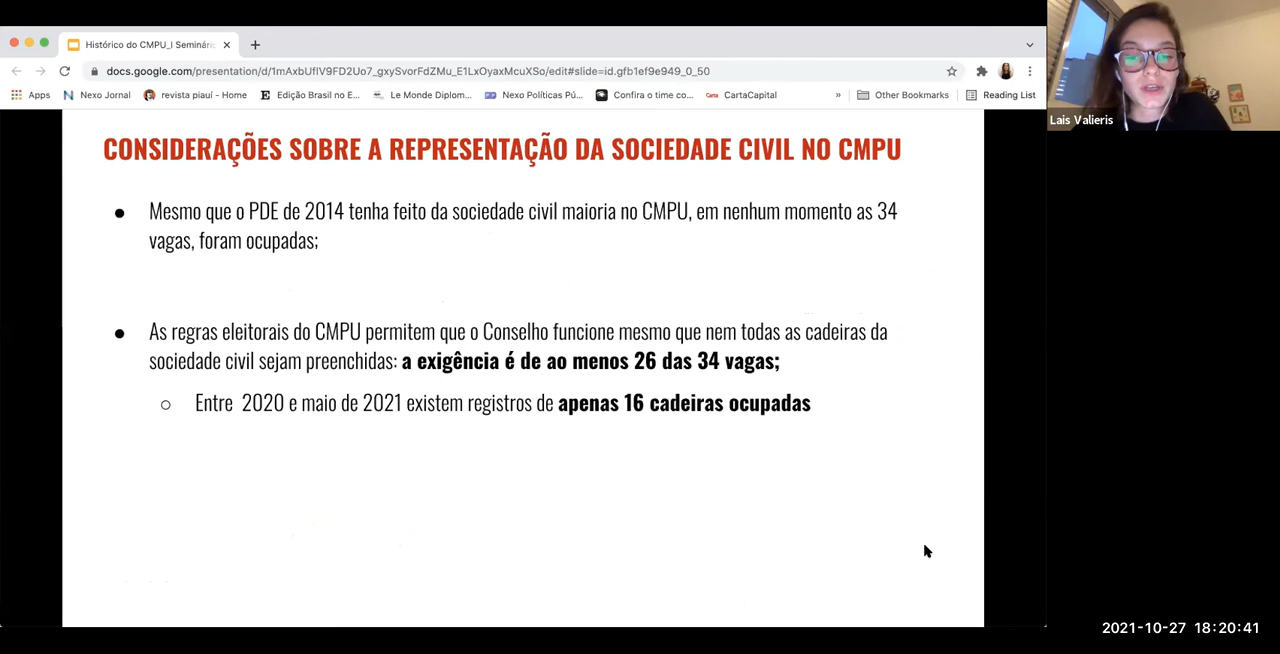 Histórico do CMPU_I Seminári
docs.google.com/presentation/d/1mAxbUflV9FD2Uo7_gxySvorFdZMu_E1LxOyaxMcuXSo/edit#slide=id.gfb1ef9e949_0_50
Apps Nexo Jornal revista piauí - Home Edição Brasil no E... Le Monde Diplom... Nexo Políticas Pú... Confira o time co... CartaCapital » Other Bookmarks Reading List
Lais Valieris
CONSIDERAÇÕES SOBRE A REPRESENTAÇÃO DA SOCIEDADE CIVIL NO CMPU
● Mesmo que o PDE de 2014 tenha feito da sociedade civil maioria no CMPU, em nenhum momento as 34
vagas, foram ocupadas;
● As regras eleitorais do CMPU permitem que o Conselho funcione mesmo que nem todas as cadeiras da
sociedade civil sejam preenchidas: a exigência é de ao menos 26 das 34 vagas;
○ Entre 2020 e maio de 2021 existem registros de apenas 16 cadeiras ocupadas
2021-10-27 18:20:41